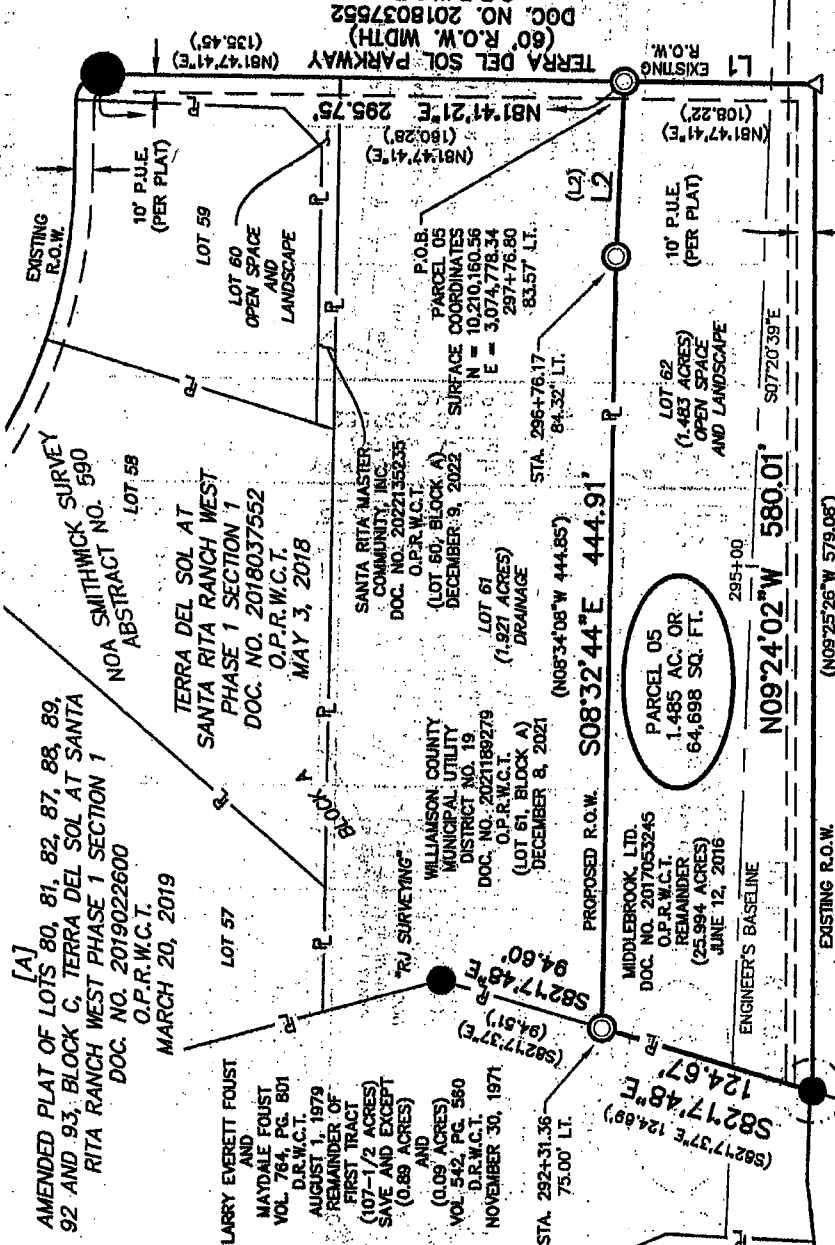 [A]
AMENDED PLAT OF LOTS 80, 81, 82, 87, 88, 89,
92 AND 93, BLOCK C, TERRA DEL SOL AT SANTA
RITA RANCH WEST PHASE 1 SECTION 1
DOC. NO. 2019022600
O.P.R.W.C.T.
MARCH 20, 2019
NOA SMITHWICK SURVEY
ABSTRACT NO. 590
LOT 58
EXISTING
R.O.W.
10' P.U.E.
(PER PLAT)
LOT 59
LOT 60
OPEN SPACE
AND
LANDSCAPE
(N81°47'41"E)
(135.45')
TERRA DEL SOL PARKWAY
(60' R.O.W. WIDTH)
DOC. NO. 2018037552
N81°41'21"E 295.75'
(N81°47'41"E)
(160.28')
EXISTING
R.O.W.
L1
(N81°47'41"E)
(108.22')
TERRA DEL SOL AT
SANTA RITA RANCH WEST
PHASE 1 SECTION 1
DOC. NO. 2018037552
O.P.R.W.C.T.
MAY 3, 2018
LOT 57
BLOCK A
SANTA RITA MASTER
COMMUNITY, INC.
DOC. NO. 2022135235
O.P.R.W.C.T.
(LOT 60, BLOCK A)
DECEMBER 9, 2022
P.O.B.
PARCEL 05
SURFACE COORDINATES
N = 10,210,160.56
E = 3,074,778.34
297+76.80
83.57' LT.
(L2)
L2
LOT 61
(1.921 ACRES)
DRAINAGE
STA. 296+76.17
84.32' LT.
"RJ SURVEYING"
WILLIAMSON COUNTY
MUNICIPAL UTILITY
DISTRICT NO. 19
DOC. NO. 2021189279
O.P.R.W.C.T.
(LOT 61, BLOCK A)
DECEMBER 8, 2021
(N08°34'08"W 444.85')
PROPOSED R.O.W. S08°32'44"E 444.91'
LARRY EVERETT FOUST
AND
MAYDALE FOUST
VOL. 764, PG. 801
D.R.W.C.T.
AUGUST 1, 1979
REMAINDER OF
FIRST TRACT
(107-1/2 ACRES)
SAVE AND EXCEPT
(0.89 ACRES)
AND
(0.09 ACRES)
VOL. 542, PG. 560
D.R.W.C.T.
NOVEMBER 30, 1971
S82°17'48"E
94.60'
(S82°17'37"E)
(94.51')
STA. 292+31.36
75.00' LT.
MIDDLEBROOK, LTD.
DOC. NO. 2017053245
O.P.R.W.C.T.
REMAINDER
(25.994 ACRES)
JUNE 12, 2016
PARCEL 05
1.485 AC. OR
64,698 SQ. FT.
LOT 62
(1.483 ACRES)
OPEN SPACE
AND LANDSCAPE
10' P.U.E.
(PER PLAT)
ENGINEER'S BASELINE
295+00
S07°20'39"E
S82°17'48"E
124.67'
(S82°17'37"E 124.69')
N09°24'02"W 580.01'
EXISTING R.O.W.
(N09°25'26"W 579.08')